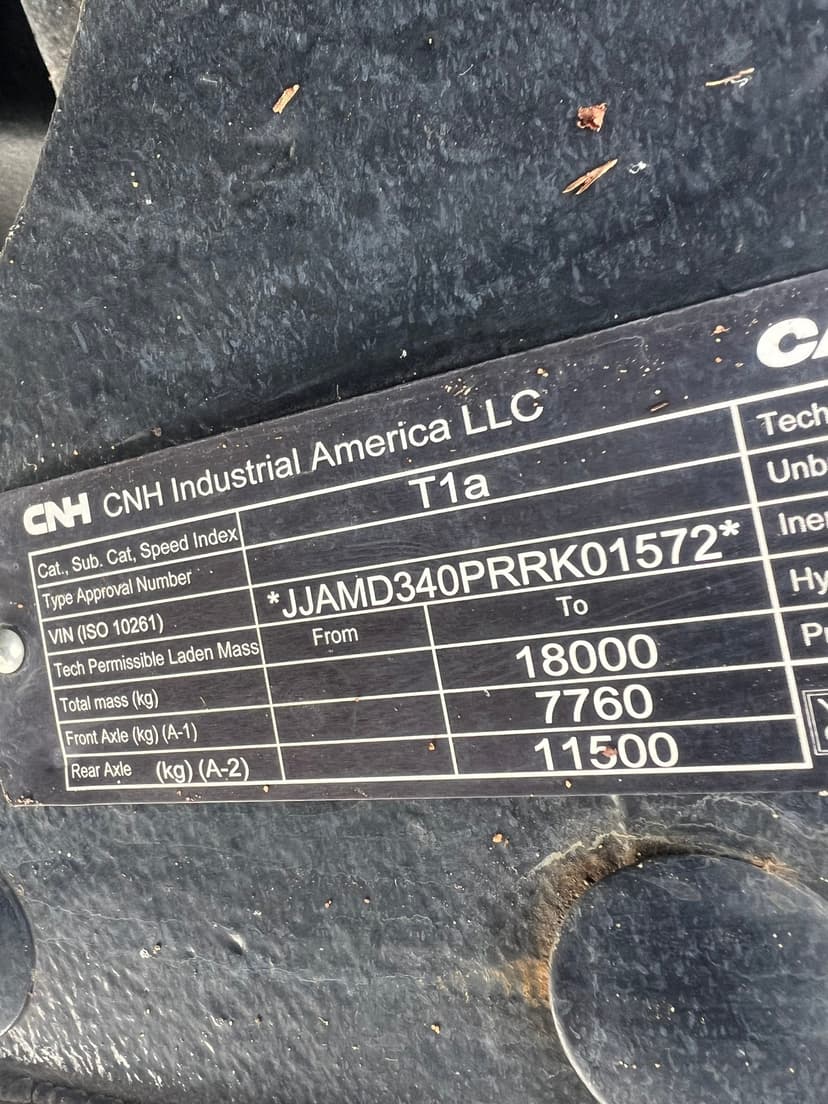 CNH CNH Industrial America LLC
Cat., Sub. Cat, Speed Index T1a
Type Approval Number
VIN (ISO 10261) *JJAMD340PRRK01572*
Tech Permissible Laden Mass From To
Total mass (kg) 18000
Front Axle (kg) (A-1) 7760
Rear Axle (kg) (A-2) 11500
Tech
Unb
Iner
Hy